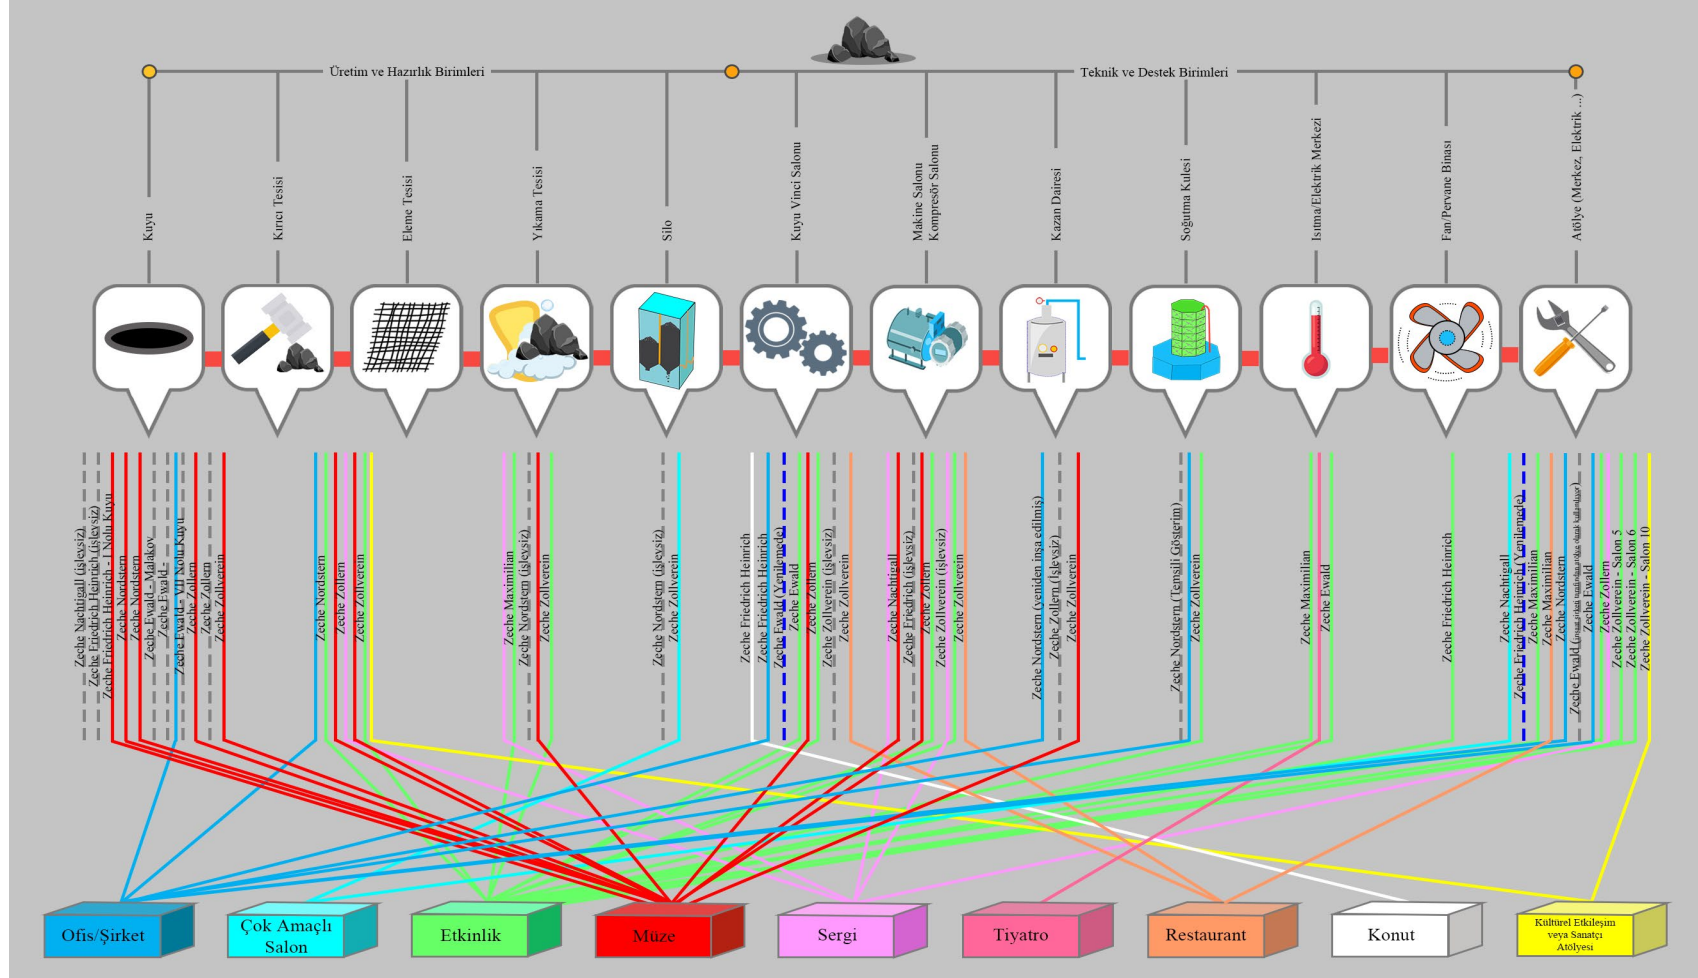 Üretim ve Hazırlık Birimleri
Teknik ve Destek Birimleri
Kuyu
Kırıcı Tesisi
Eleme Tesisi
Yıkama Tesisi
Silo
Kuyu Vinci Salonu
Makine Salonu
Kompresör Salonu
Kazan Dairesi
Soğutma Kulesi
Isıtma/Elektrik Merkezi
Fan/Pervane Binası
Atölye (Merkez, Elektrik ...)
Zeche Nachtigall (işlevsiz)
Zeche Friedrich Heinrich (işlevsiz)
Zeche Friedrich Heinrich - 1 Nolu Kuyu
Zeche Nordstern
Zeche Nordstern
Zeche Ewald - Malakov
Zeche Ewald -
Zeche Ewald - VII Nolu Kuyu
Zeche Zollern
Zeche Zollern
Zeche Zollverein
Zeche Nordstern
Zeche Zollern
Zeche Zollverein
Zeche Maximilian
Zeche Nordstern (işlevsiz)
Zeche Zollverein
Zeche Nordstern (işlevsiz)
Zeche Zollverein
Zeche Friedrich Heinrich
Zeche Friedrich Heinrich
Zeche Ewald (Yenilemede)
Zeche Ewald
Zeche Zollern
Zeche Zollverein (işlevsiz)
Zeche Zollverein
Zeche Nachtigall
Zeche Friedrich (işlevsiz)
Zeche Zollern
Zeche Zollverein (işlevsiz)
Zeche Zollverein
Zeche Nordstern (yeniden inşa edilmiş)
Zeche Zollern (İşlevsiz)
Zeche Zollverein
Zeche Nordstern (Temsili Gösterim)
Zeche Zollverein
Zeche Maximilian
Zeche Ewald
Zeche Friedrich Heinrich
Zeche Nachtigall
Zeche Friedrich Heinrich (Yenilemede)
Zeche Maximilian
Zeche Maximilian
Zeche Nordstern
Zeche Ewald
Zeche Ewald
Zeche Zollern
Zeche Zollverein - Salon 5
Zeche Zollverein - Salon 6
Zeche Zollverein - Salon 10
Ofis/Şirket
Çok Amaçlı
Salon
Etkinlik
Müze
Sergi
Tiyatro
Restaurant
Konut
Kültürel Etkileşim
veya Sanatçı
Atölyesi